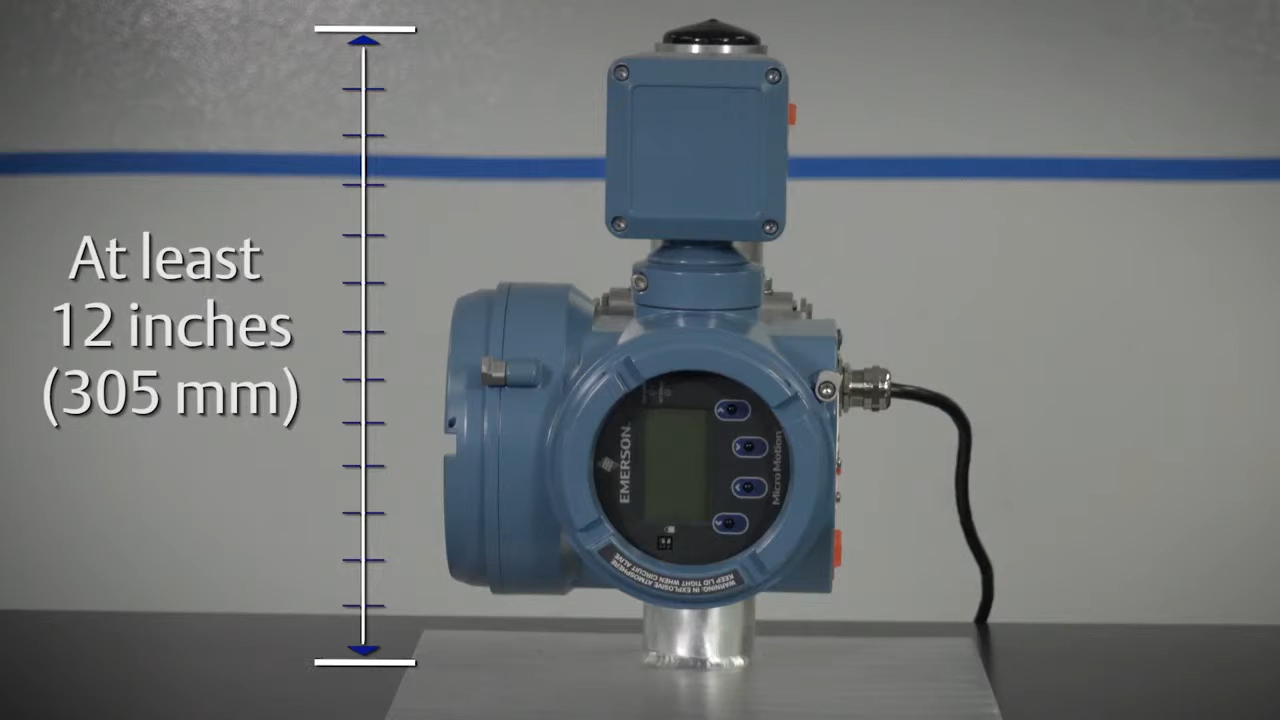 At least
12 inches
(305 mm)
EMERSON
Micro Motion
WARNING: IN EXPLOSIVE ATMOSPHERE
KEEP LID TIGHT WHEN CIRCUIT ALIVE